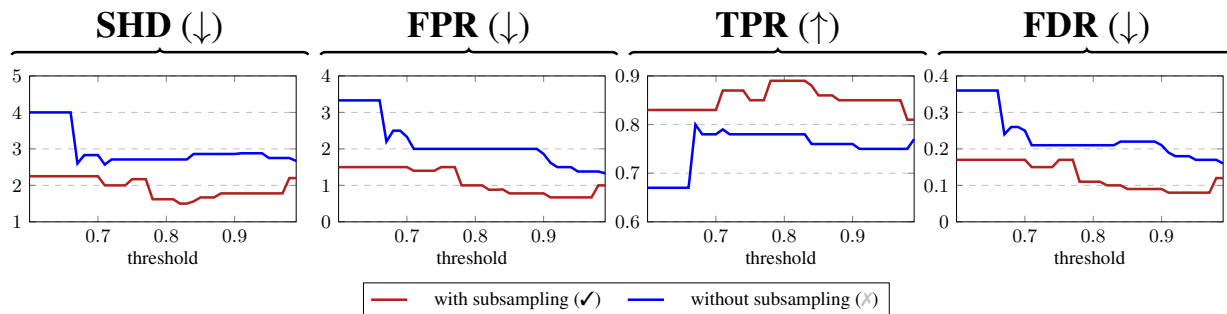 SHD (↓) FPR (↓) TPR (↑) FDR (↓)
5 4 3 2 1
0.7 0.8 0.9
threshold
4 3 2 1 0
0.7 0.8 0.9
threshold
0.9 0.8 0.7 0.6
0.7 0.8 0.9
threshold
0.4 0.3 0.2 0.1 0
0.7 0.8 0.9
threshold
with subsampling (✓) without subsampling (✗)